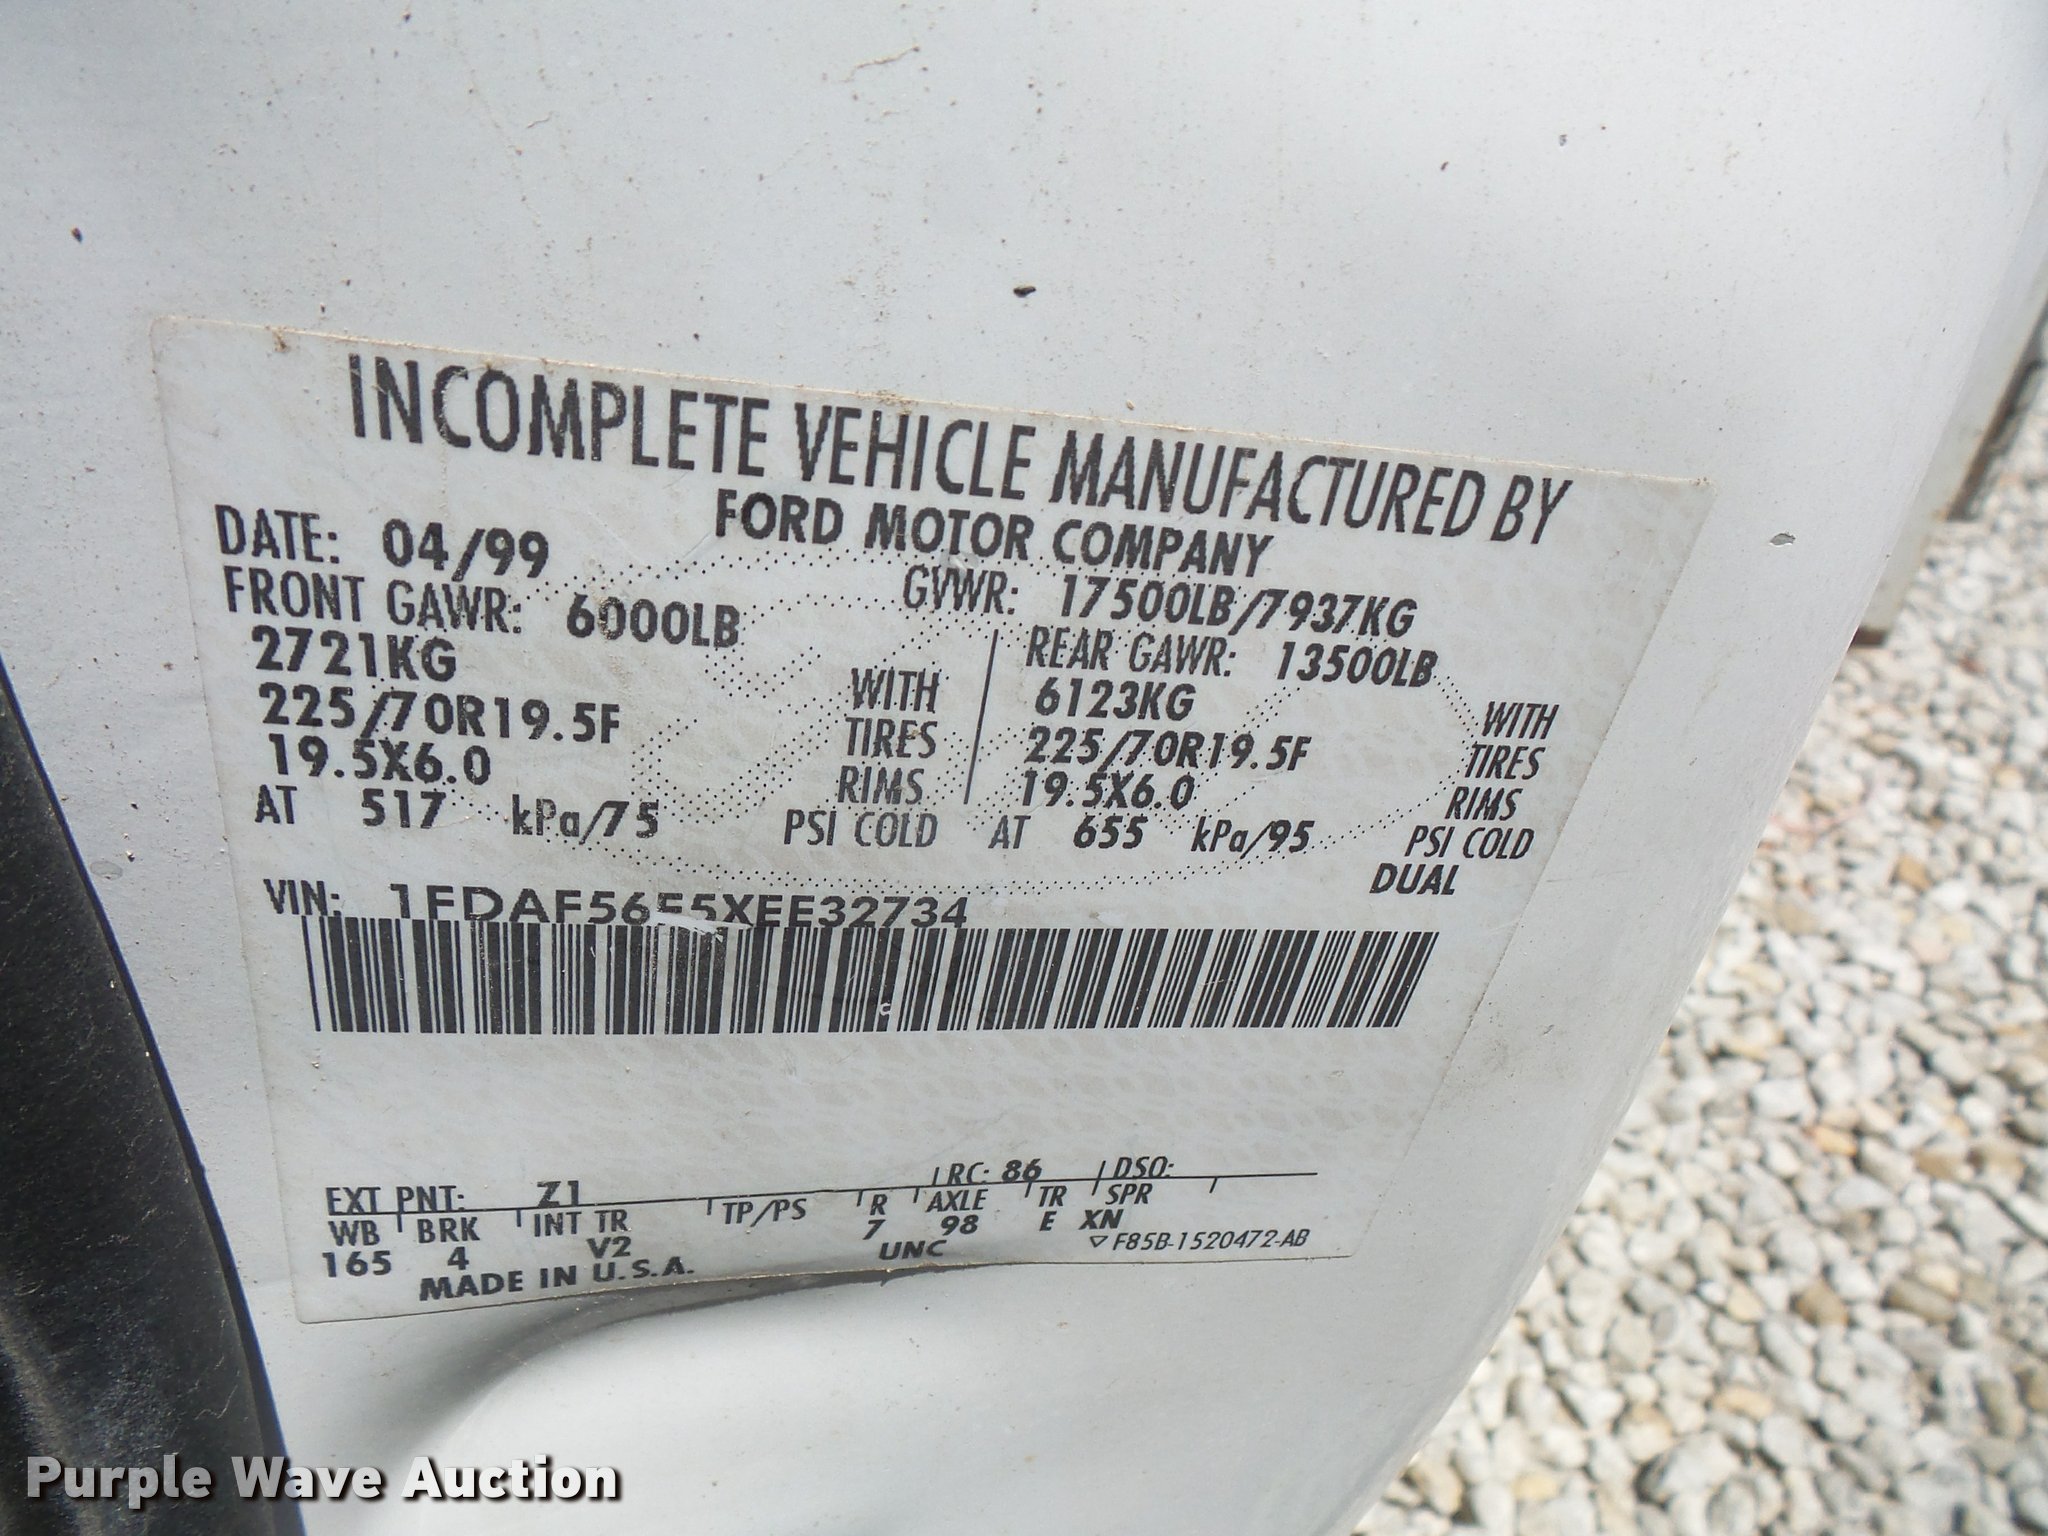 INCOMPLETE VEHICLE MANUFACTURED BY
FORD MOTOR COMPANY
DATE: 04/99
GVWR: 17500LB/7937KG
FRONT GAWR: 6000LB
2721KG WITH
225/70R19.5F TIRES
19.5X6.0 RIMS
AT 517 kPa/75 PSI COLD
REAR GAWR: 13500LB
6123KG WITH
225/70R19.5F TIRES
19.5X6.0 RIMS
AT 655 kPa/95 PSI COLD
DUAL
VIN: 1FDAF56F5XEE32734
EXT PNT: Z1 RC: 86 DSO:
WB BRK INT TR TP/PS R AXLE TR SPR
165 4 V2 7 98 E XN
MADE IN U.S.A. UNC ▽ F85B-1520472-AB
Purple Wave Auction